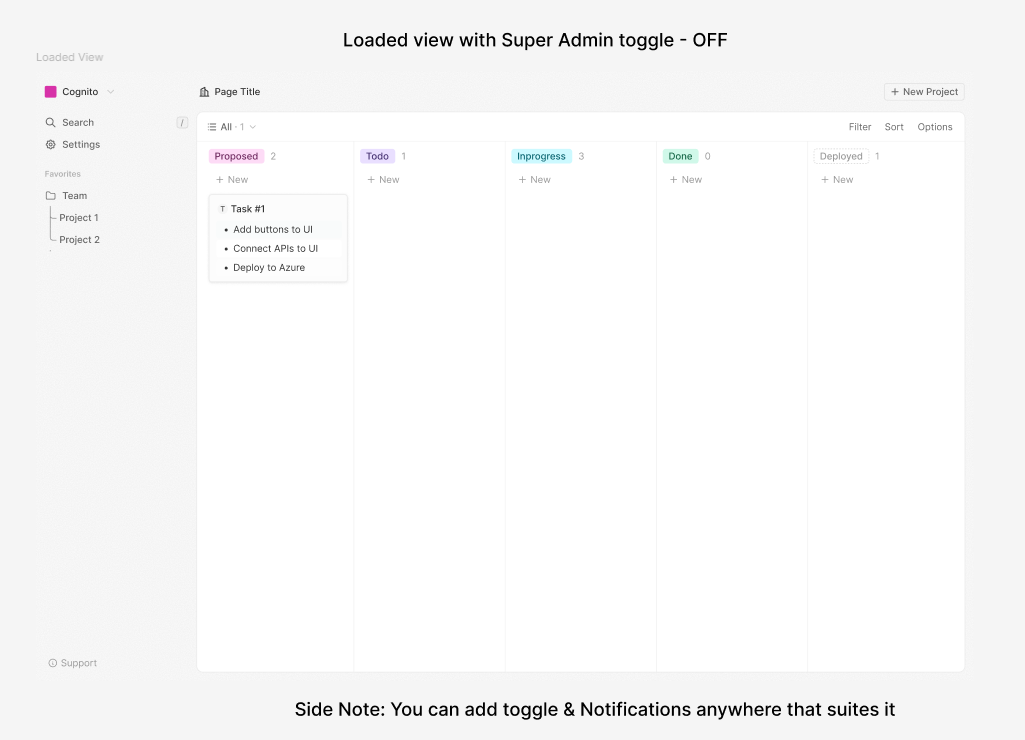 Loaded view with Super Admin toggle - OFF
Loaded View
Cognito
Page Title
+ New Project
Search
/
Settings
Favorites
Team
Project 1
Project 2
Support
All · 1
Filter Sort Options
Proposed 2
+ New
T Task #1
• Add buttons to UI
• Connect APIs to UI
• Deploy to Azure
Todo 1
+ New
Inprogress 3
+ New
Done 0
+ New
Deployed 1
+ New
Side Note: You can add toggle & Notifications anywhere that suites it